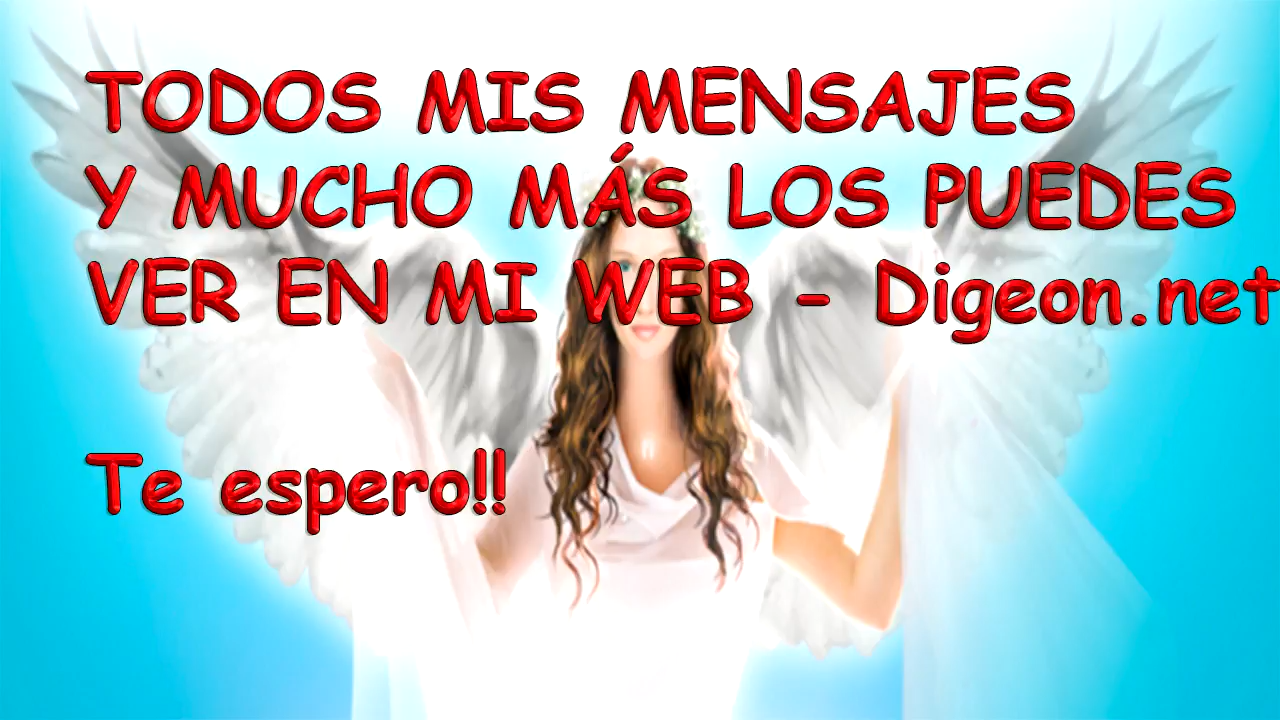 TODOS MIS MENSAJES
Y MUCHO MÁS LOS PUEDES
VER EN MI WEB - Digeon.net
Te espero!!